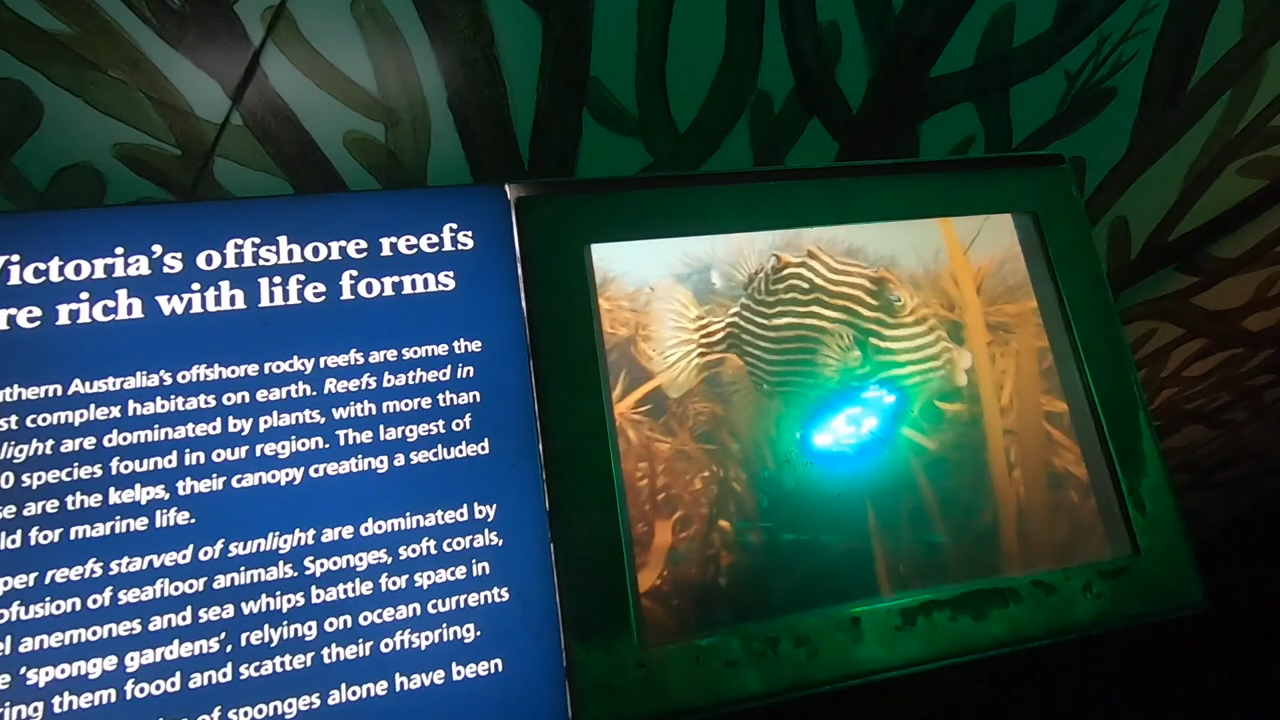 Victoria's offshore reefs
re rich with life forms
rthern Australia's offshore rocky reefs are some the
st complex habitats on earth. Reefs bathed in
light are dominated by plants, with more than
0 species found in our region. The largest of
se are the kelps, their canopy creating a secluded
ld for marine life.
per reefs starved of sunlight are dominated by
ofusion of seafloor animals. Sponges, soft corals,
el anemones and sea whips battle for space in
e 'sponge gardens', relying on ocean currents
ring them food and scatter their offspring.
of sponges alone have been